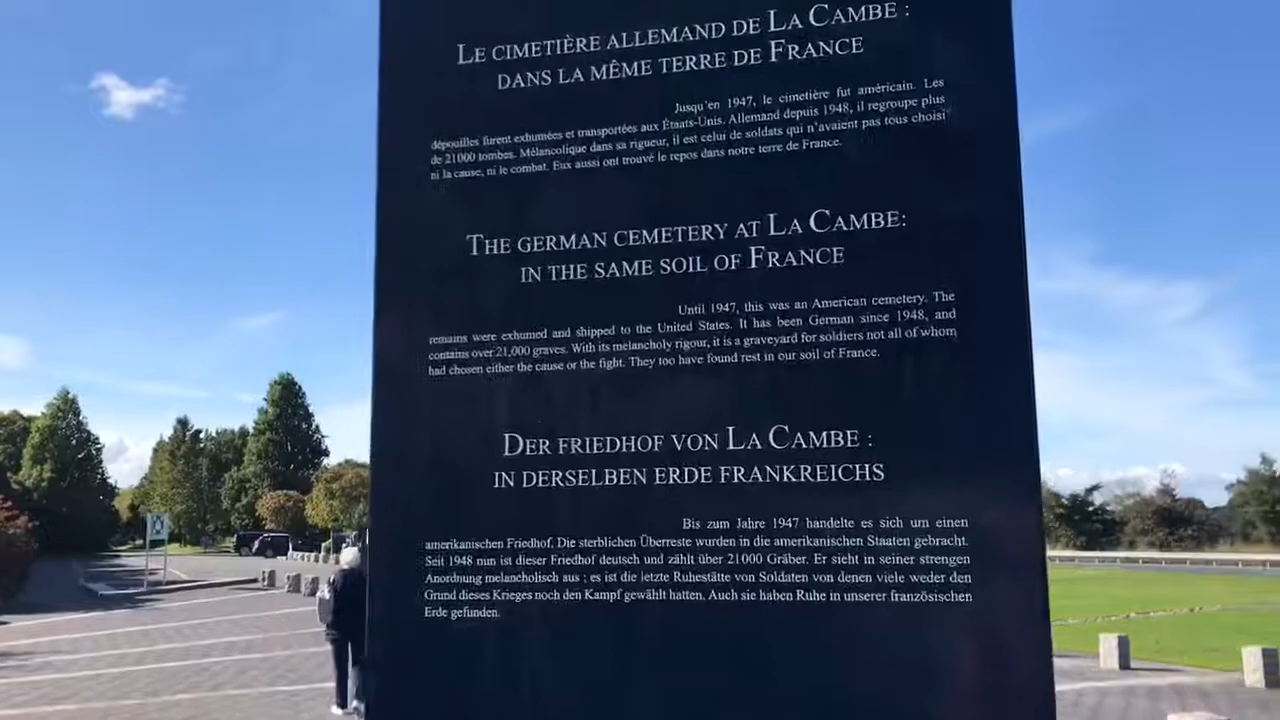 LE CIMETIÈRE ALLEMAND DE LA CAMBE :
DANS LA MÊME TERRE DE FRANCE
Jusqu'en 1947, le cimetière fut américain. Les
dépouilles furent exhumées et transportées aux Étaats-Unis. Allemand depuis 1948, il regroupe plus
de 21000 tombes. Mélancolique dans sa rigueur, il est celui de soldats qui n'avaient pas tous choisi
ni la cause, ni le combat. Eux aussi ont trouvé le repos dans notre terre de France.
THE GERMAN CEMETERY AT LA CAMBE:
IN THE SAME SOIL OF FRANCE
Until 1947, this was an American cemetery. The
remains were exhumed and shipped to the United States. It has been German since 1948, and
contains over 21,000 graves. With its melancholy rigour, it is a graveyard for soldiers not all of whom
had chosen either the cause or the fight. They too have found rest in our soil of France.
DER FRIEDHOF VON LA CAMBE :
IN DERSELBEN ERDE FRANKREICHS
Bis zum Jahre 1947 handelte es sich um einen
amerikanischen Friedhof. Die sterblichen Überreste wurden in die amerikanischen Staaten gebracht.
Seit 1948 nun ist dieser Friedhof deutsch und zählt über 21000 Gräber. Er sieht in seiner strengen
Anordnung melancholisch aus ; es ist die letzte Ruhestätte von Soldaten von denen viele weder den
Grund dieses Krieges noch den Kampf gewählt hatten. Auch sie haben Ruhe in unserer französischen
Erde gefunden.